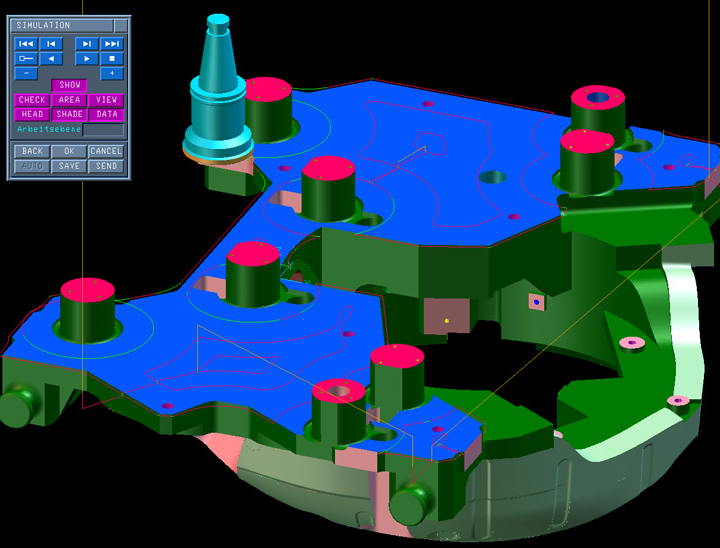 SIMULATION
SHOW
CHECK AREA VIEW
HEAD SHADE DATA
Arbeitsebene
BACK OK CANCEL
AUTO SAVE SEND